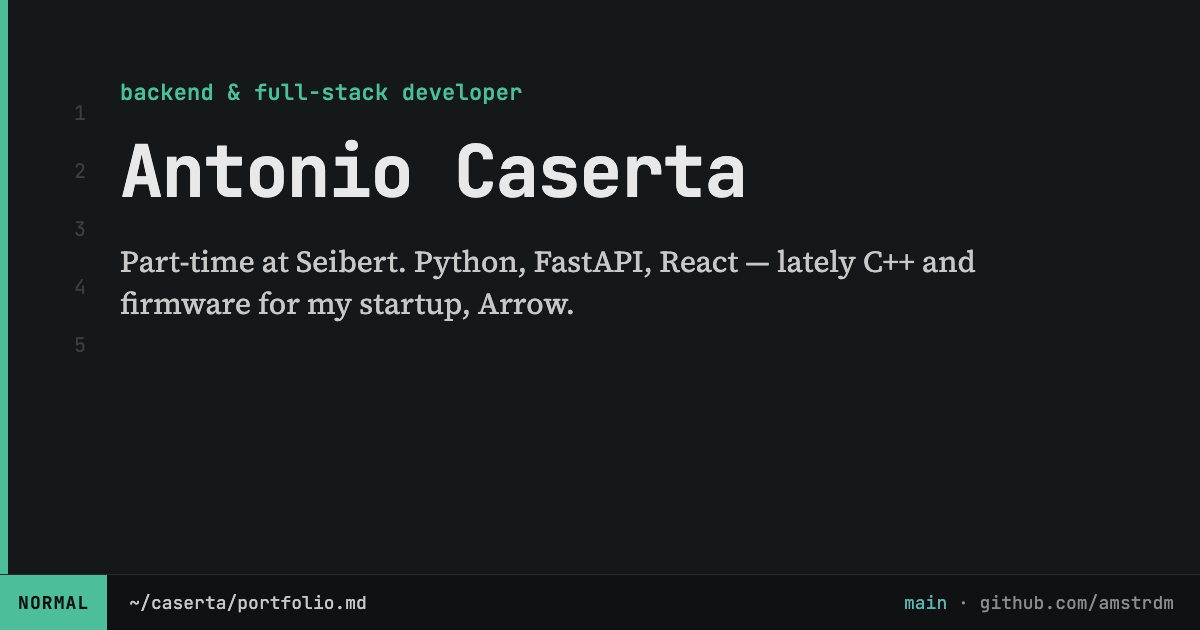 backend & full-stack developer
1
2
Antonio Caserta
3
Part-time at Seibert. Python, FastAPI, React — lately C++ and
4
firmware for my startup, Arrow.
5
NORMAL ~/caserta/portfolio.md main · github.com/amstrdm